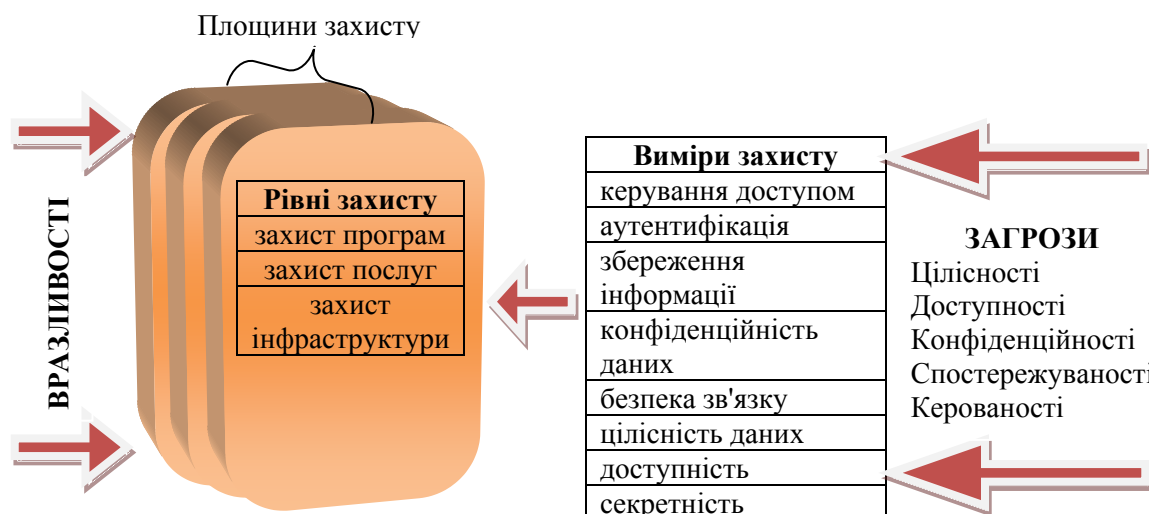 Площини захисту
ВРАЗЛИВОСТІ
Рівні захисту
захист програм
захист послуг
захист
інфраструктури
Виміри захисту
керування доступом
аутентифікація
збереження
інформації
конфіденційність
даних
безпека зв'язку
цілісність даних
доступність
секретність
ЗАГРОЗИ
Цілісності
Доступності
Конфіденційності
Спостережуваності
Керованості